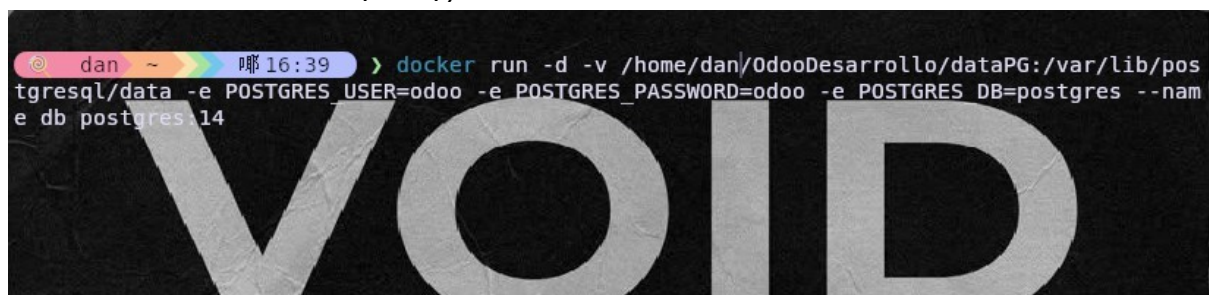 dan ~ 16:39 ❯ docker run -d -v /home/dan/OdooDesarrollo/dataPG:/var/lib/pos
tgresql/data -e POSTGRES_USER=odoo -e POSTGRES_PASSWORD=odoo -e POSTGRES_DB=postgres --nam
e db postgres:14
VOID